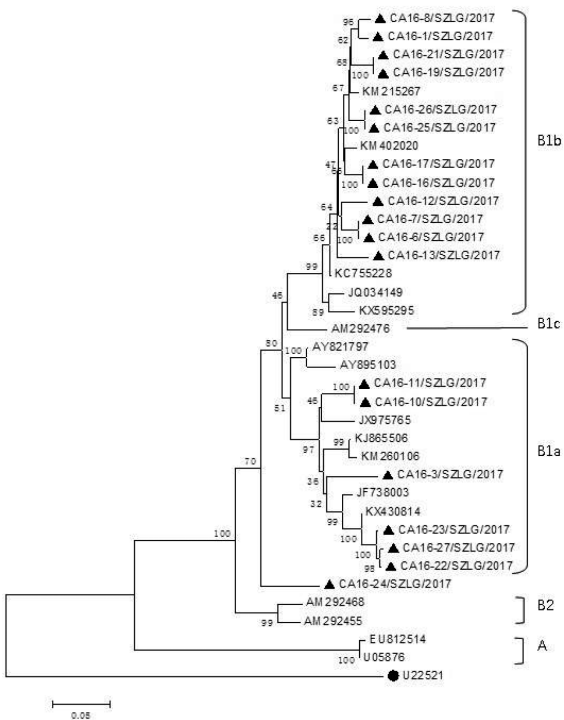 96
CA16-8/SZLG/2017
62
CA16-1/SZLG/2017
68
CA16-21/SZLG/2017
100
CA16-19/SZLG/2017
67
KM215267
CA16-26/SZLG/2017
63
100
CA16-25/SZLG/2017
B1b
KM402020
47
CA16-17/SZLG/2017
100
CA16-16/SZLG/2017
64
CA16-12/SZLG/2017
22
CA16-7/SZLG/2017
66
100
CA16-6/SZLG/2017
CA16-13/SZLG/2017
99
KC755228
46
JQ034149
89
KX595295
AM292476
B1c
80
100
AY821797
AY895103
51
100
CA16-11/SZLG/2017
46
CA16-10/SZLG/2017
JX975765
97
99
KJ865506
KM260106
B1a
36
CA16-3/SZLG/2017
70
32
JF738003
99
KX430814
100
CA16-23/SZLG/2017
100
CA16-27/SZLG/2017
98
CA16-22/SZLG/2017
100
CA16-24/SZLG/2017
AM292468
B2
99
AM292455
EU812514
A
100
U05876
U22521
0.05